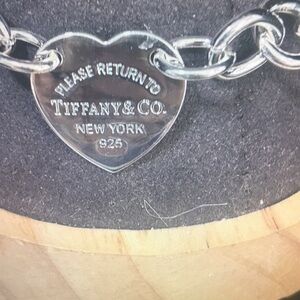 PLEASE RETURN TO
TIFFANY & CO.
NEW YORK
925